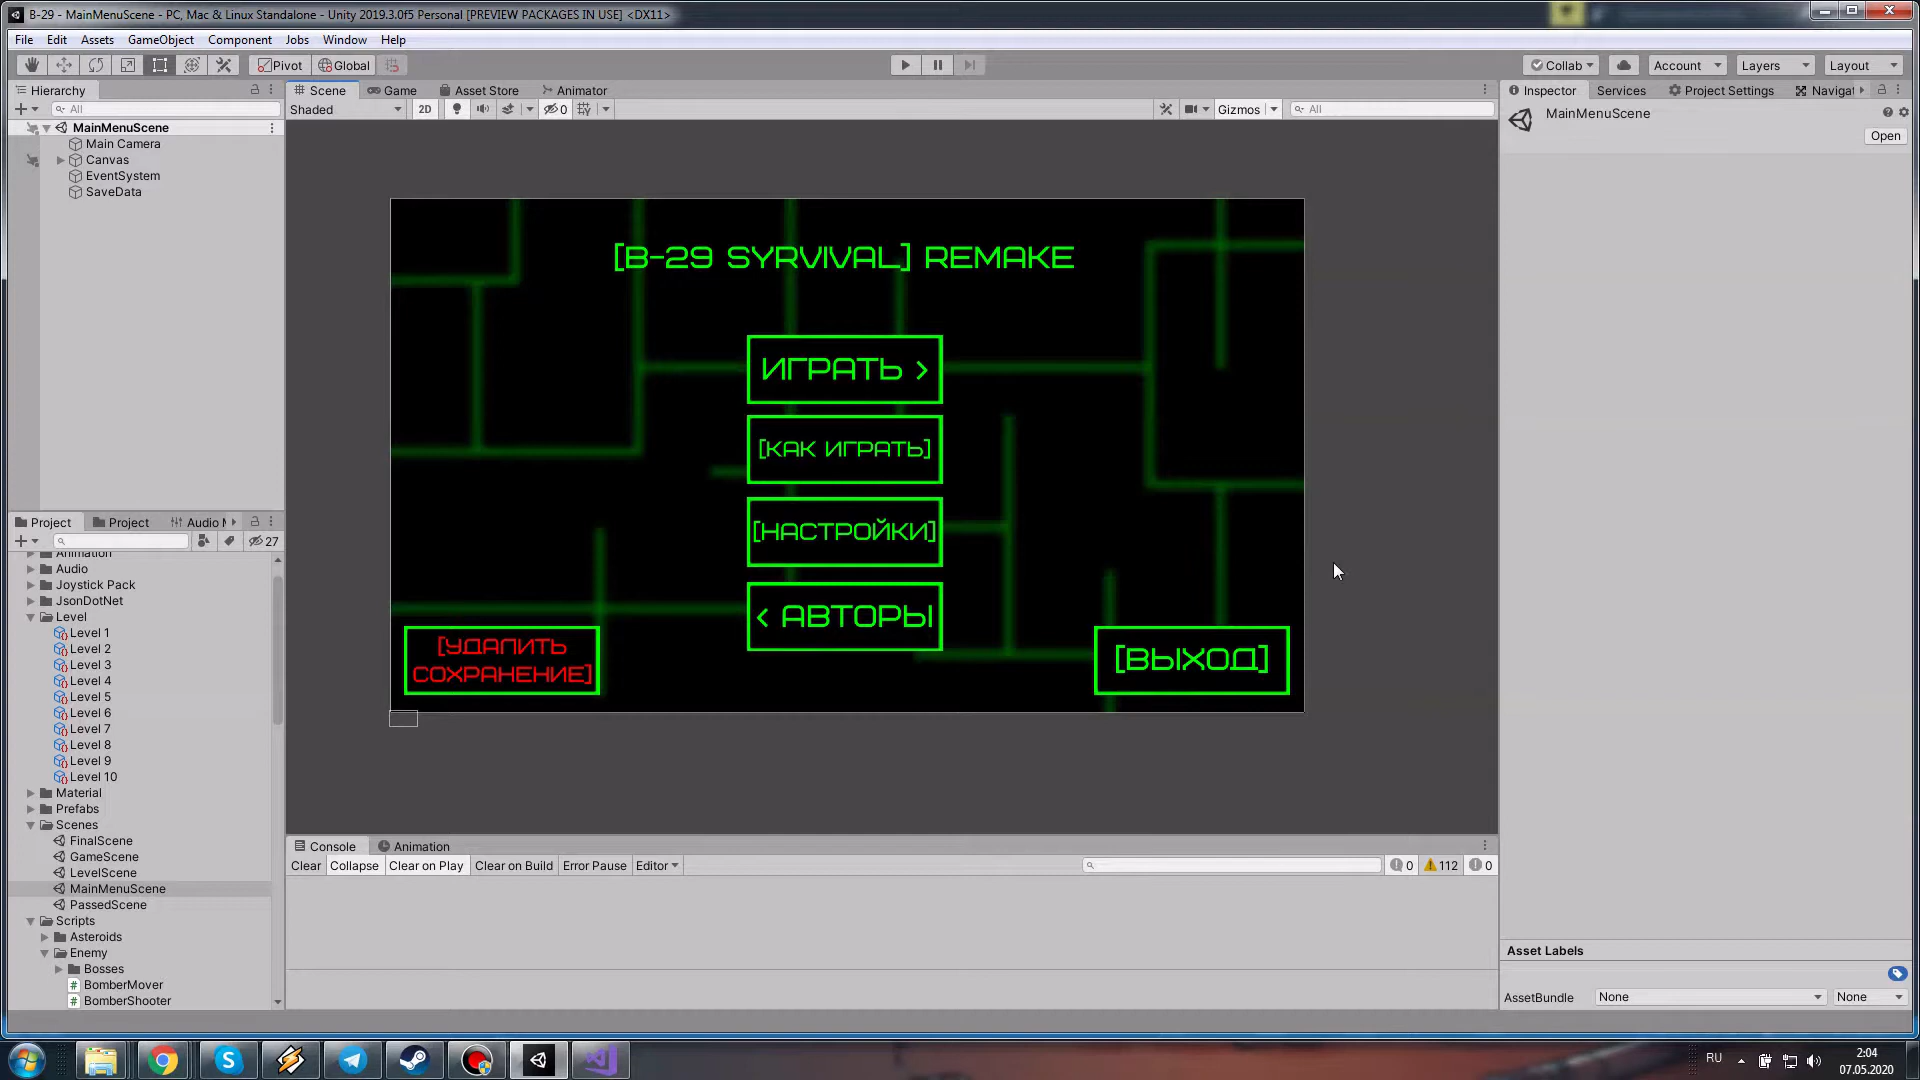 B-29 - MainMenuScene - PC, Mac & Linux Standalone - Unity 2019.3.0f5 Personal [PREVIEW PACKAGES IN USE] <DX11>
File Edit Assets GameObject Component Jobs Window Help
Pivot Global Collab Account Layers Layout
Hierarchy
All
MainMenuScene
Main Camera
Canvas
EventSystem
SaveData
Scene Game Asset Store Animator
Shaded 2D 0 Gizmos All
[B-29 SYRVIVAL] REMAKE
ИГРАТЬ >
[КАК ИГРАТЬ]
[НАСТРОЙКИ]
< АВТОРЫ
[УДАЛИТЬ
СОХРАНЕНИЕ]
[ВЫХОД]
Inspector Services Project Settings Navigat
MainMenuScene
Open
Project Project Audio M
27
Animation
Audio
Joystick Pack
JsonDotNet
Level
Level 1
Level 2
Level 3
Level 4
Level 5
Level 6
Level 7
Level 8
Level 9
Level 10
Material
Prefabs
Scenes
FinalScene
GameScene
LevelScene
MainMenuScene
PassedScene
Scripts
Asteroids
Enemy
Bosses
BomberMover
BomberShooter
Console Animation
Clear Collapse Clear on Play Clear on Build Error Pause Editor 0 112 0
Asset Labels
AssetBundle None None
RU
2:04
07.05.2020